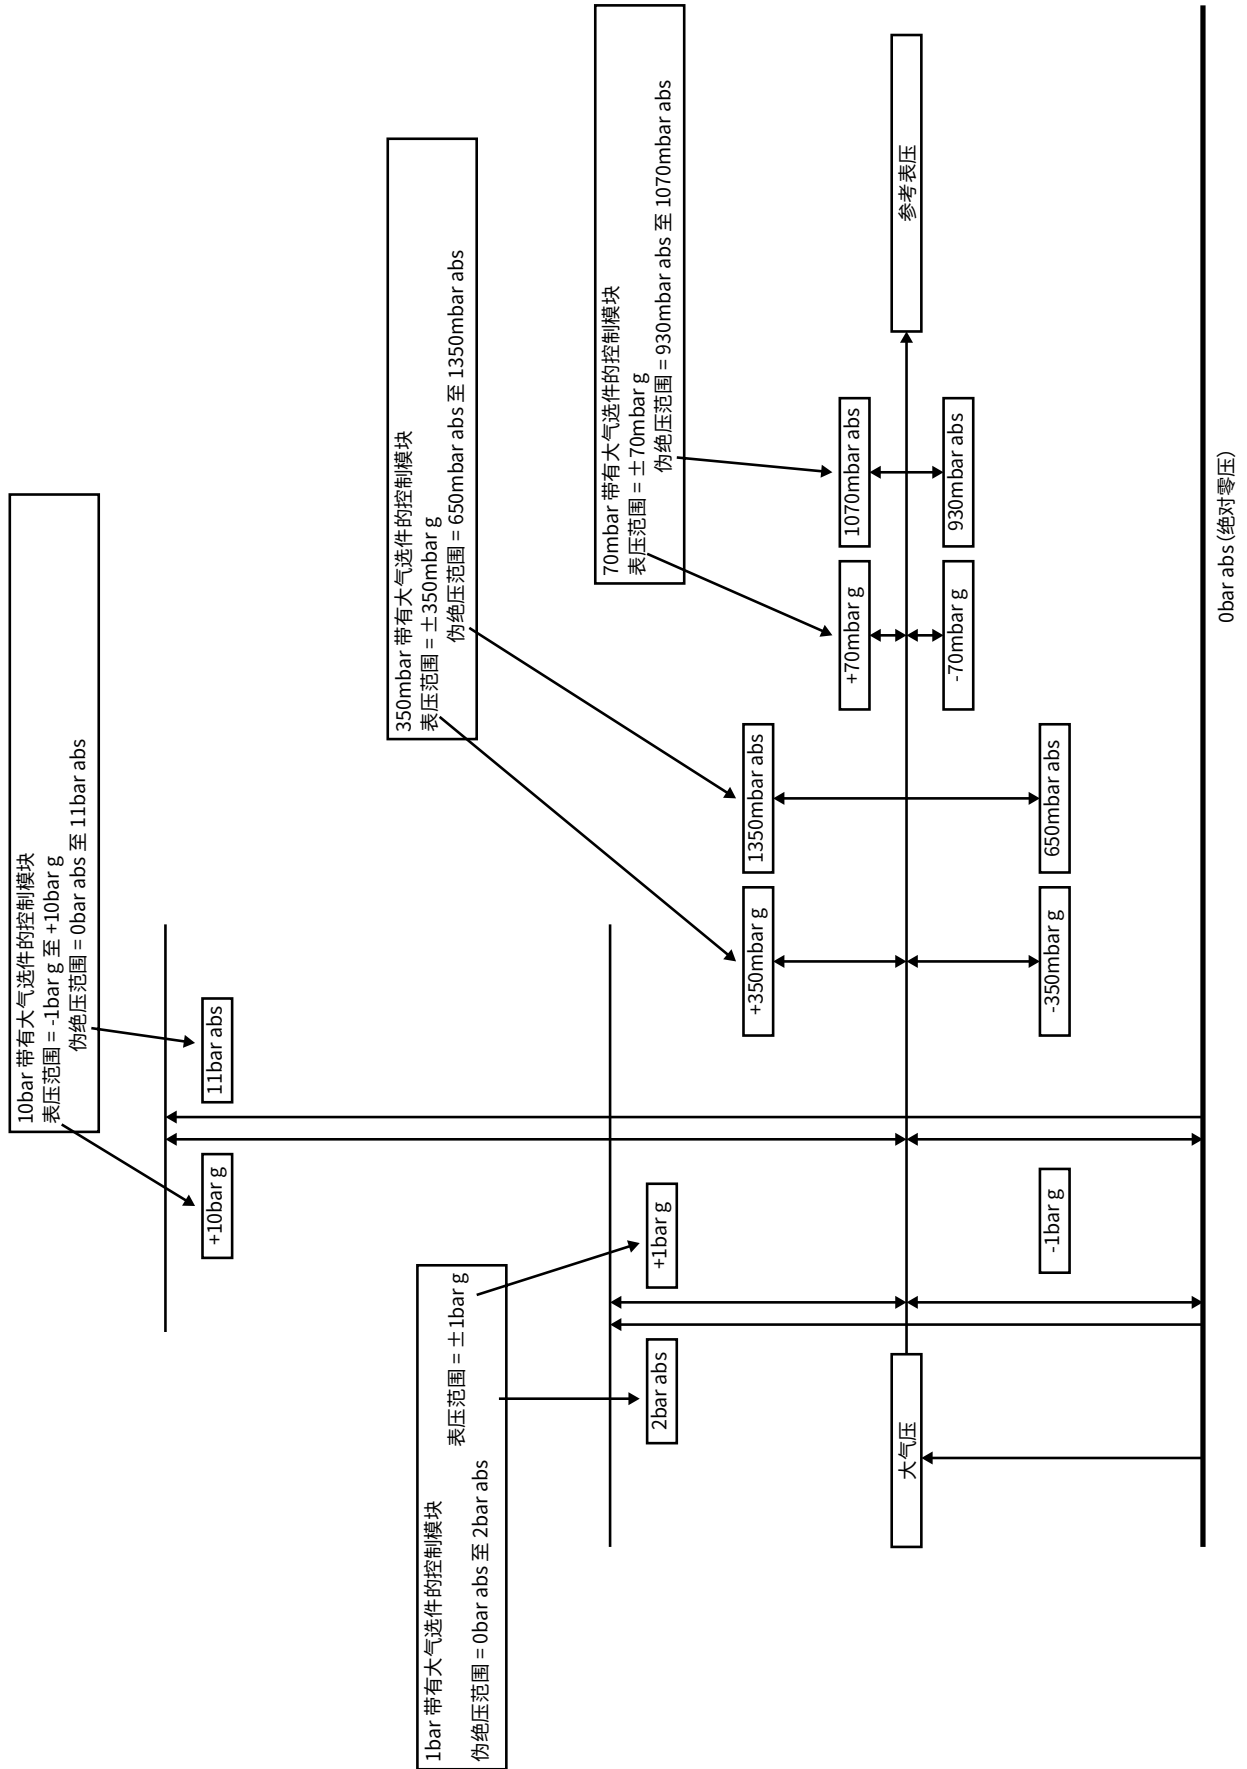 10bar 带有大气选件的控制模块
表压范围 = -1bar g 至 +10bar g
伪绝压范围 = 0bar abs 至 11bar abs
350mbar 带有大气选件的控制模块
表压范围 = ±350mbar g
伪绝压范围 = 650mbar abs 至 1350mbar abs
1bar 带有大气选件的控制模块
表压范围 = ±1bar g
伪绝压范围 = 0bar abs 至 2bar abs
70mbar 带有大气选件的控制模块
表压范围 = ±70mbar g
伪绝压范围 = 930mbar abs 至 1070mbar abs
+10bar g
11bar abs
2bar abs
+1bar g
+350mbar g
1350mbar abs
+70mbar g
1070mbar abs
大气压
参考表压
-70mbar g
930mbar abs
-1bar g
-350mbar g
650mbar abs
0bar abs (绝对零压)